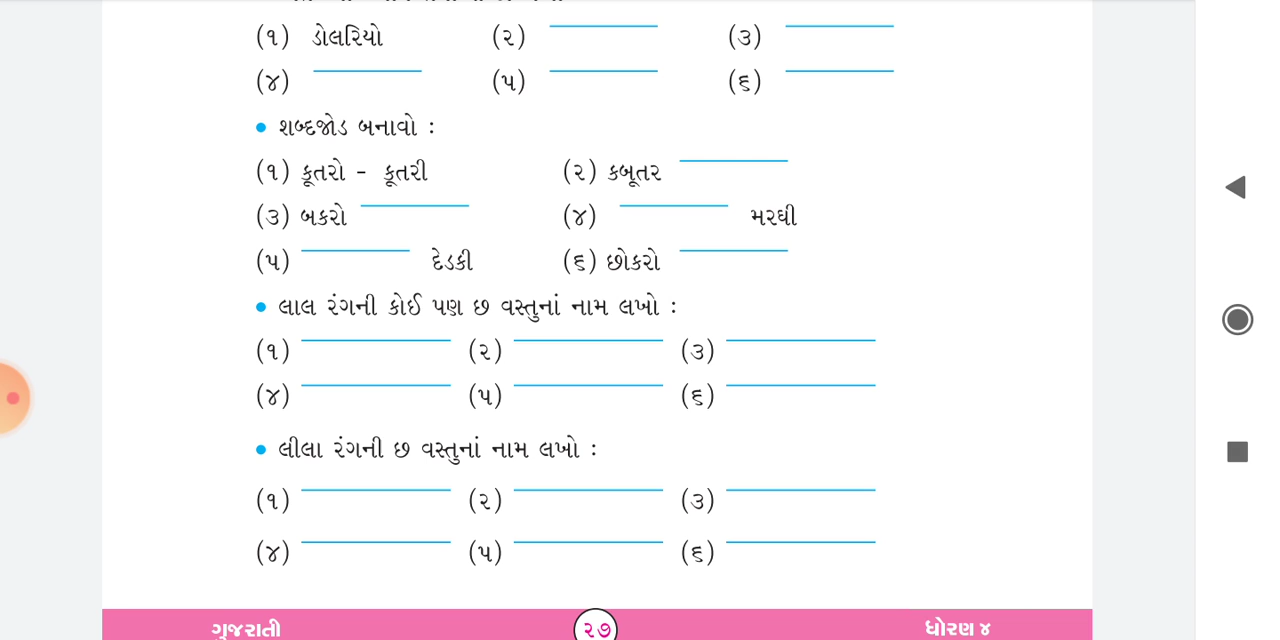 (૧) ડોલરિયો (૨) (૩)
(૪) (૫) (૬)
• શબ્દજોડ બનાવો :
(૧) કૂતરો - કૂતરી (૨) કબૂતર
(૩) બકરો (૪) મરઘી
(૫) દેડકી (૬) છોકરો
• લાલ રંગની કોઈ પણ છ વસ્તુનાં નામ લખો :
(૧) (૨) (૩)
(૪) (૫) (૬)
• લીલા રંગની છ વસ્તુનાં નામ લખો :
(૧) (૨) (૩)
(૪) (૫) (૬)
ગુજરાતી ૨૭ ધોરણ ૪